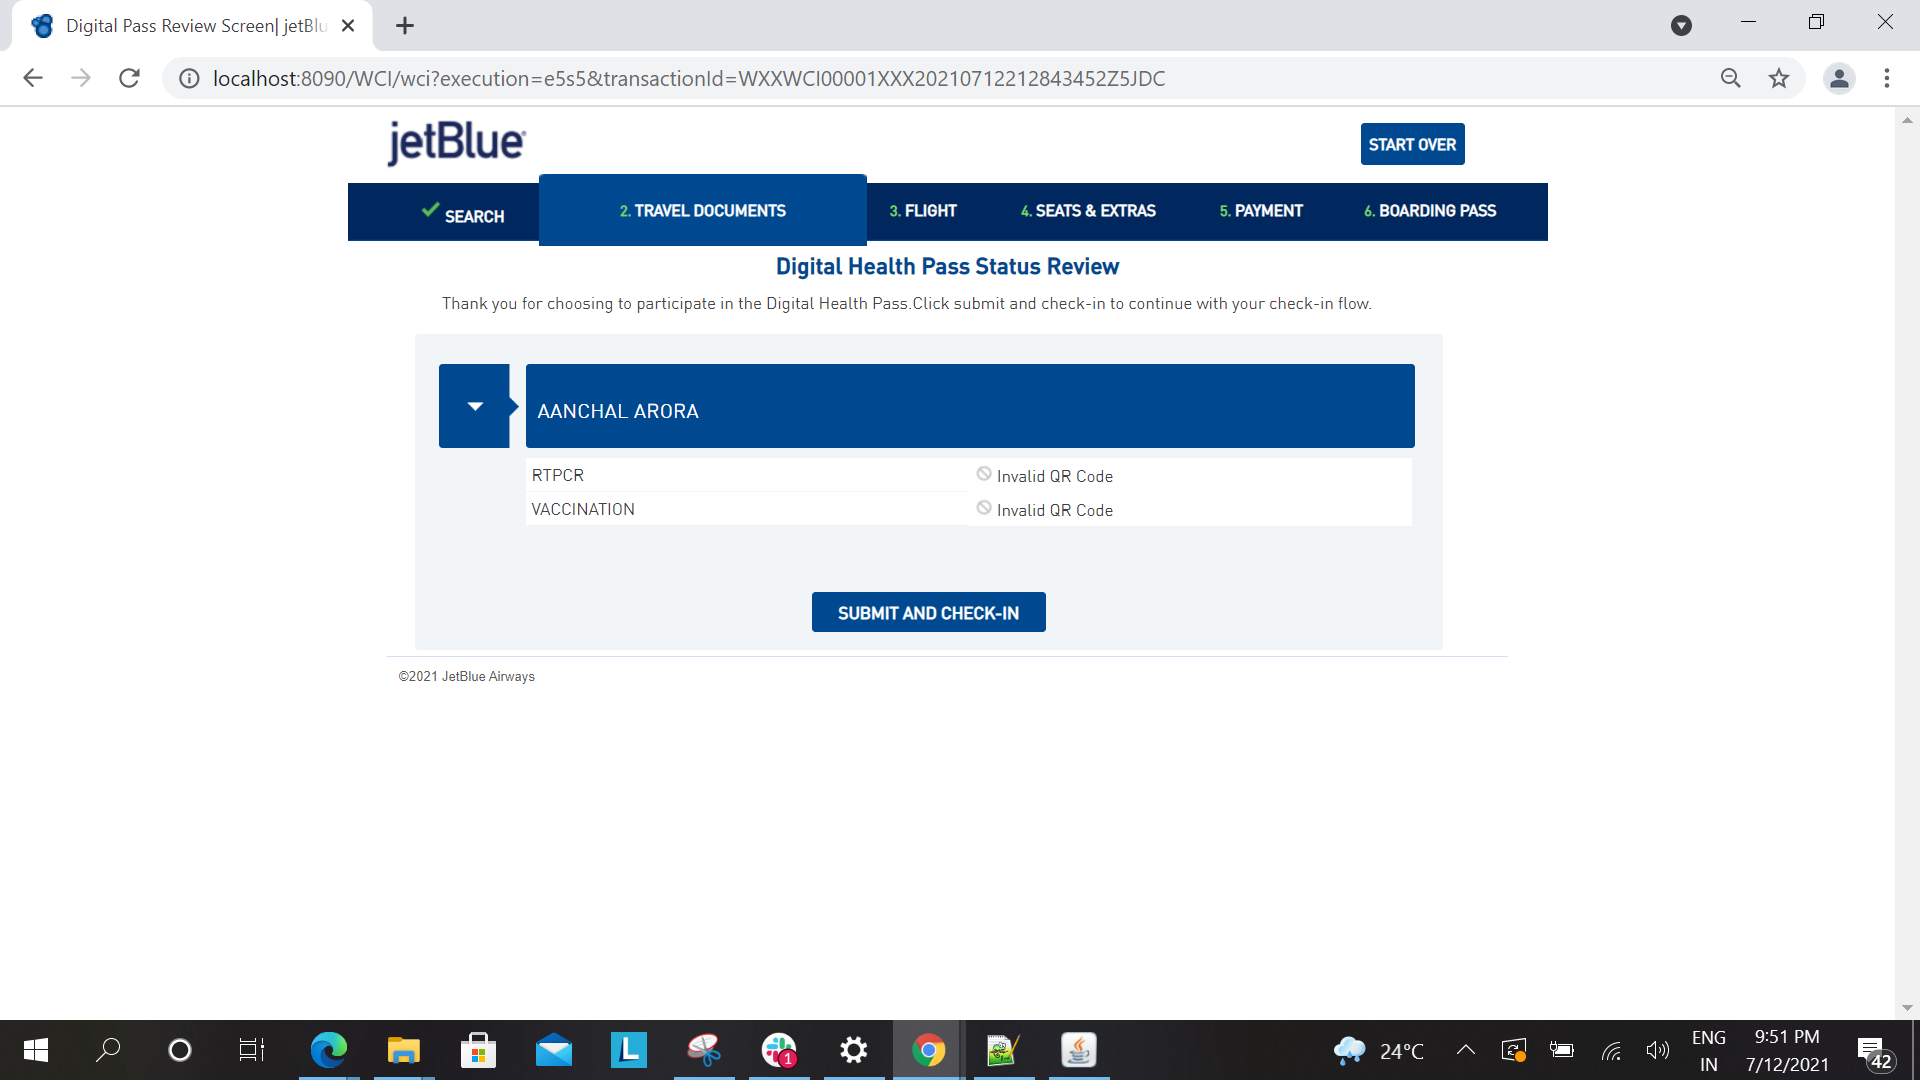 Digital Pass Review Screen| jetBlu
localhost:8090/WCI/wci?execution=e5s5&transactionId=WXXWCI00001XXX20210712212843452Z5JDC
jetBlue
START OVER
SEARCH
2. TRAVEL DOCUMENTS
3. FLIGHT
4. SEATS & EXTRAS
5. PAYMENT
6. BOARDING PASS
Digital Health Pass Status Review
Thank you for choosing to participate in the Digital Health Pass.Click submit and check-in to continue with your check-in flow.
AANCHAL ARORA
RTPCR
Invalid QR Code
VACCINATION
Invalid QR Code
SUBMIT AND CHECK-IN
©2021 JetBlue Airways
L
1
24°C
ENG
IN
9:51 PM
7/12/2021
42